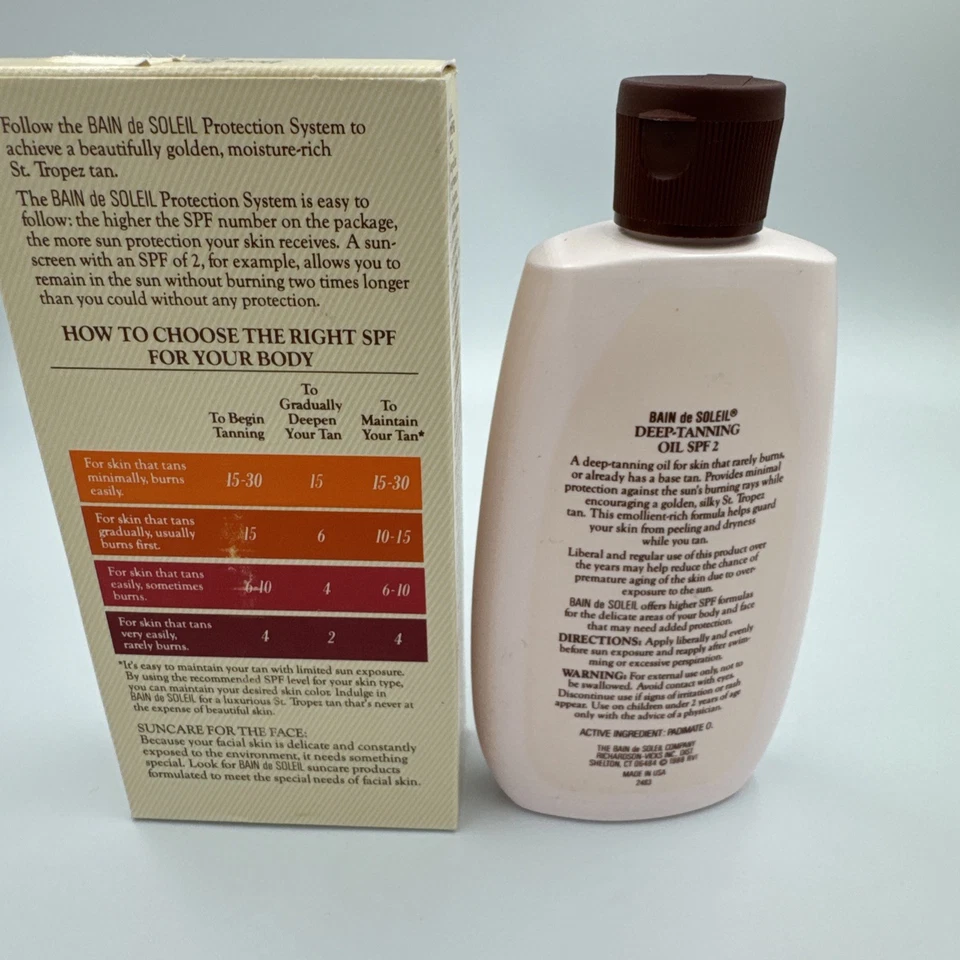 Follow the BAIN de SOLEIL Protection System to
achieve a beautifully golden, moisture-rich
St. Tropez tan.
The BAIN de SOLEIL Protection System is easy to
follow: the higher the SPF number on the package,
the more sun protection your skin receives. A sun-
screen with an SPF of 2, for example, allows you to
remain in the sun without burning two times longer
than you could without any protection.
HOW TO CHOOSE THE RIGHT SPF
FOR YOUR BODY
To Begin
Tanning
To
Gradually
Deepen
Your Tan
To
Maintain
Your Tan*
For skin that tans
minimally, burns
easily.
15-30
15
15-30
For skin that tans
gradually, usually
burns first.
15
6
10-15
For skin that tans
easily, sometimes
burns.
6-10
4
6-10
For skin that tans
very easily,
rarely burns.
4
2
4
*It's easy to maintain your tan with limited sun exposure.
By using the recommended SPF level for your skin type,
you can maintain your desired skin color. Indulge in
BAIN de SOLEIL for a luxurious St. Tropez tan that's never at
the expense of beautiful skin.
SUNCARE FOR THE FACE:
Because your facial skin is delicate and constantly
exposed to the environment, it needs something
special. Look for BAIN de SOLEIL suncare products
formulated to meet the special needs of facial skin.
BAIN de SOLEIL®
DEEP-TANNING
OIL SPF 2
A deep-tanning oil for skin that rarely burns,
or already has a base tan. Provides minimal
protection against the sun's burning rays while
encouraging a golden, silky St. Tropez
tan. This emollient-rich formula helps guard
your skin from peeling and dryness
while you tan.
Liberal and regular use of this product over
the years may help reduce the chance of
premature aging of the skin due to over-
exposure to the sun.
BAIN de SOLEIL offers higher SPF formulas
for the delicate areas of your body and face
that may need added protection.
DIRECTIONS: Apply liberally and evenly
before sun exposure and reapply after swim-
ming or excessive perspiration.
WARNING: For external use only, not to
be swallowed. Avoid contact with eyes.
Discontinue use if signs of irritation or rash
appear. Use on children under 2 years of age
only with the advice of a physician.
ACTIVE INGREDIENT: PADIMATE O.
THE BAIN de SOLEIL COMPANY
RICHARDSON-VICKS INC. DIST.
SHELTON, CT 06484 © 1988 RVI
MADE IN USA
2483